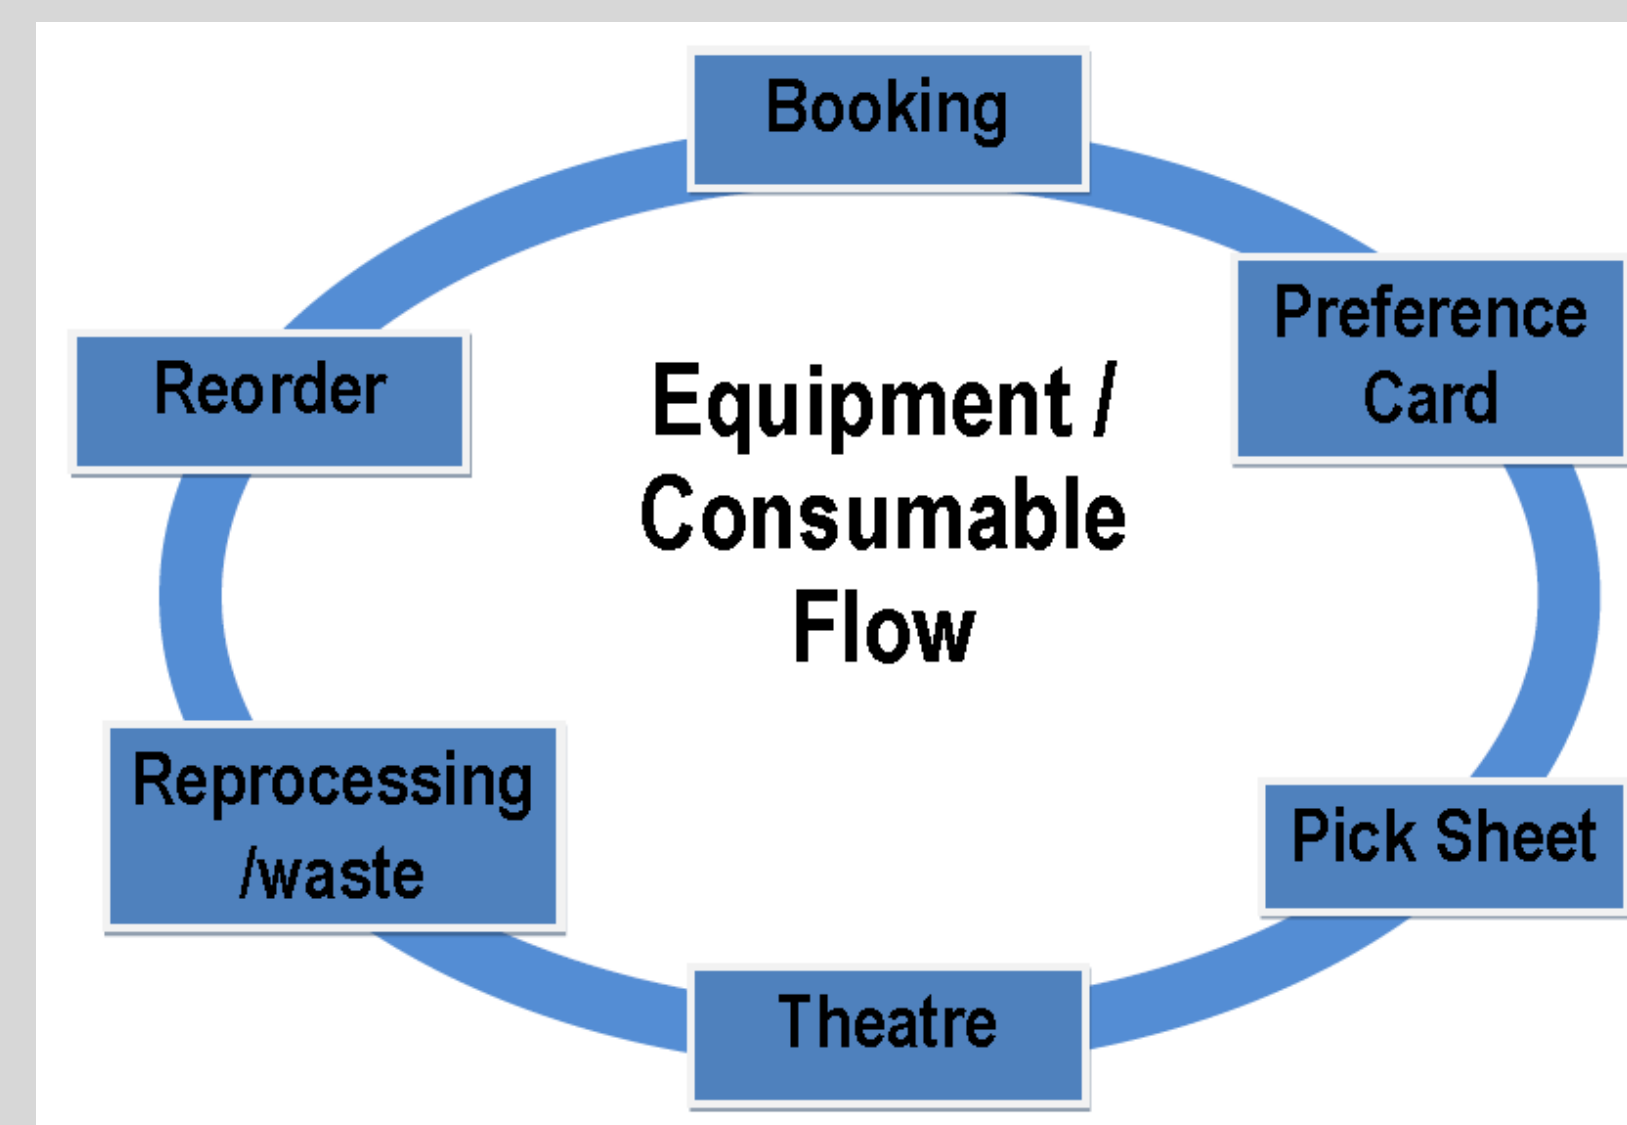 Booking
Preference
Card
Reorder
Equipment /
Consumable
Flow
Reprocessing
/waste
Pick Sheet
Theatre